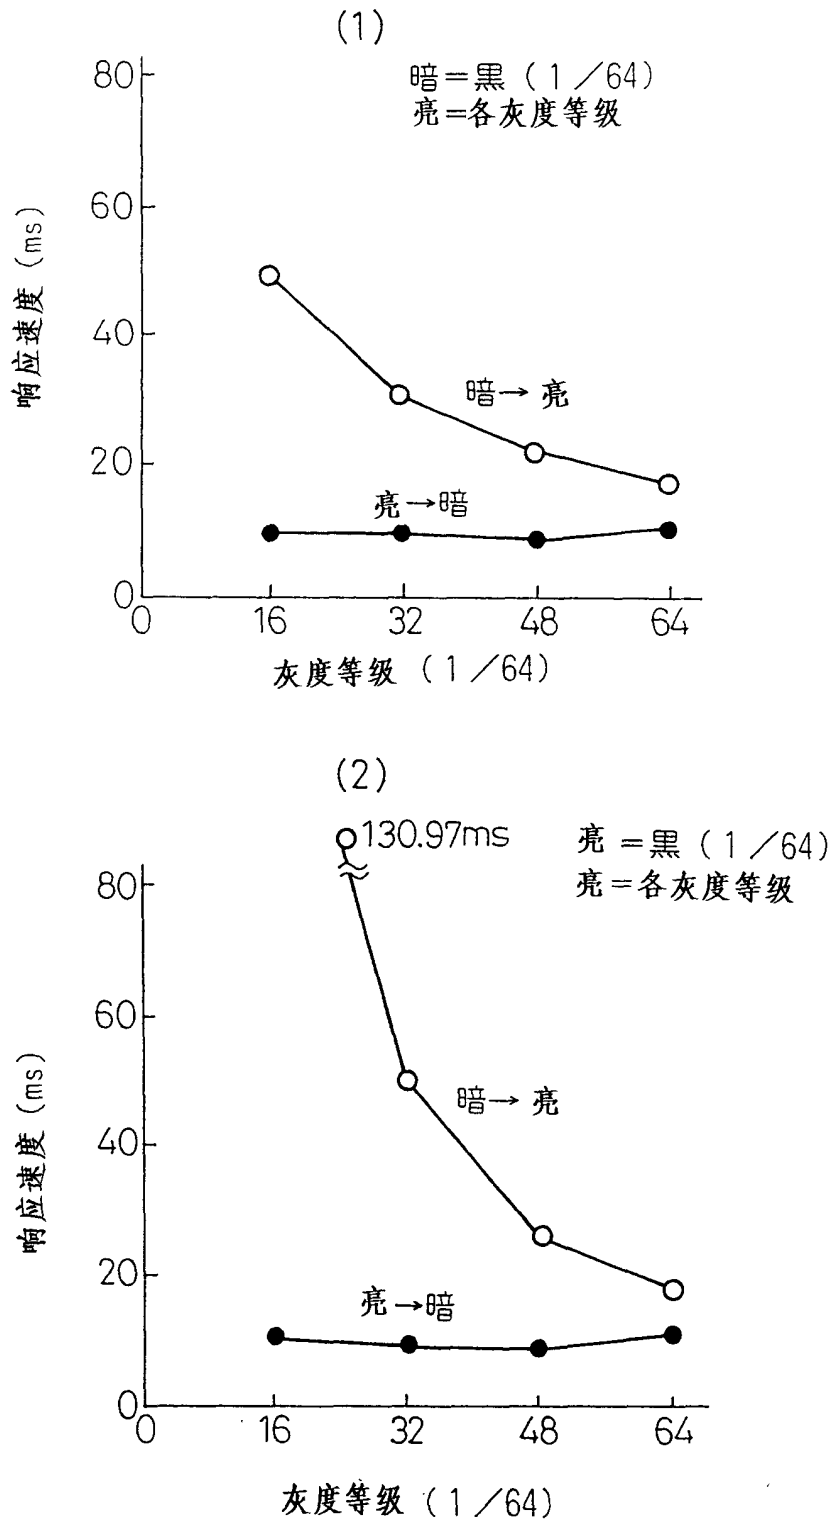 (1)
暗=黒(1/64)
亮=各灰度等级
80
60
40
20
0
响应速度(ms)
暗→亮
亮→暗
0 16 32 48 64
灰度等级(1/64)
(2)
130.97ms
亮=黒(1/64)
亮=各灰度等级
80
60
40
20
0
响应速度(ms)
暗→亮
亮→暗
0 16 32 48 64
灰度等级(1/64)